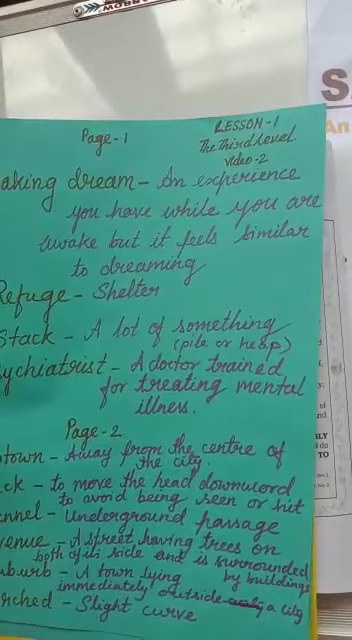 Page-1
LESSON-1
The Third Level
video-2
aking dream - An experience
you have while you are
awake but it feels similar
to dreaming
Refuge - Shelter
Stack - A lot of something
(pile or heap)
ychiatrist - A doctor trained
for treating mental
illness.
Page-2
town - Away from the centre of
the city.
ck - to move the head downword
to avoid being seen or hit
nnel - Underground passage
venue - A street having trees on
both of its side and is surrounded
by buildings
uburb - A town lying
immediately outside a city
rched - Slight curve
S
An